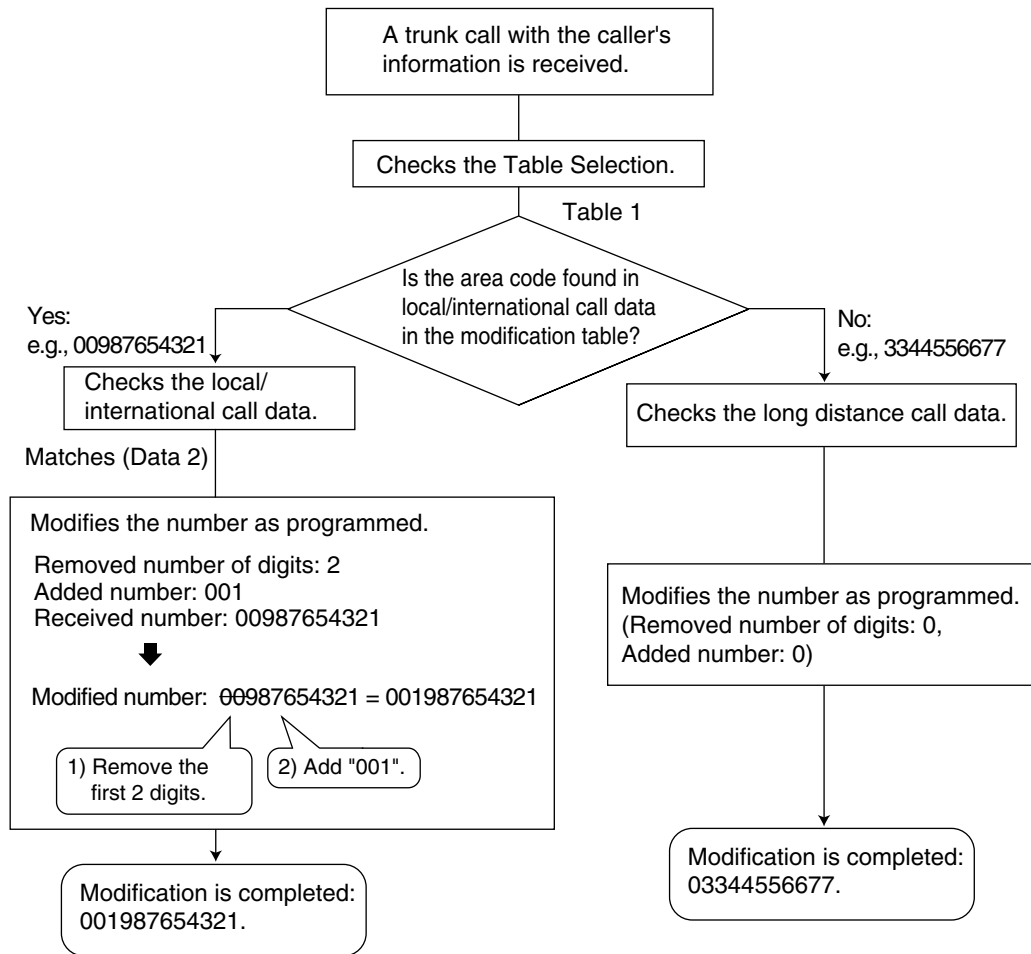 A trunk call with the caller's
information is received.
Checks the Table Selection.
Table 1
Is the area code found in
local/international call data
in the modification table?
Yes:
e.g., 00987654321
Checks the local/
international call data.
Matches (Data 2)
Modifies the number as programmed.
Removed number of digits: 2
Added number: 001
Received number: 00987654321
Modified number: 00987654321 = 001987654321
1) Remove the
first 2 digits.
2) Add "001".
Modification is completed:
001987654321.
No:
e.g., 3344556677
Checks the long distance call data.
Modifies the number as programmed.
(Removed number of digits: 0,
Added number: 0)
Modification is completed:
03344556677.